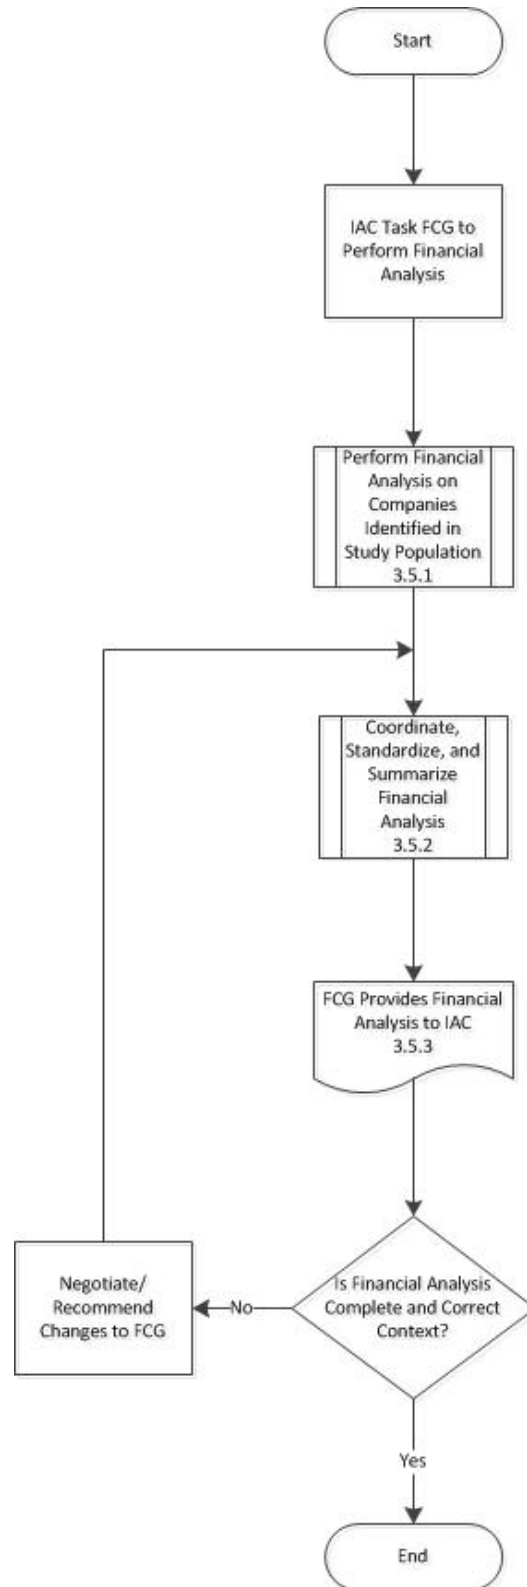 Start
IAC Task FCG to
Perform Financial
Analysis
Perform Financial
Analysis on
Companies
Identified in
Study Population
3.5.1
Coordinate,
Standardize, and
Summarize
Financial
Analysis
3.5.2
FCG Provides Financial
Analysis to IAC
3.5.3
Is Financial Analysis
Complete and Correct
Context?
No
Negotiate/
Recommend
Changes to FCG
Yes
End